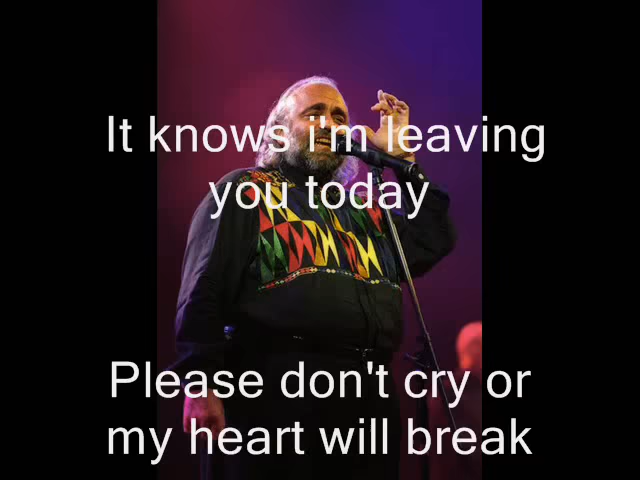 It knows i'm leaving
you today
Please don't cry or
my heart will break